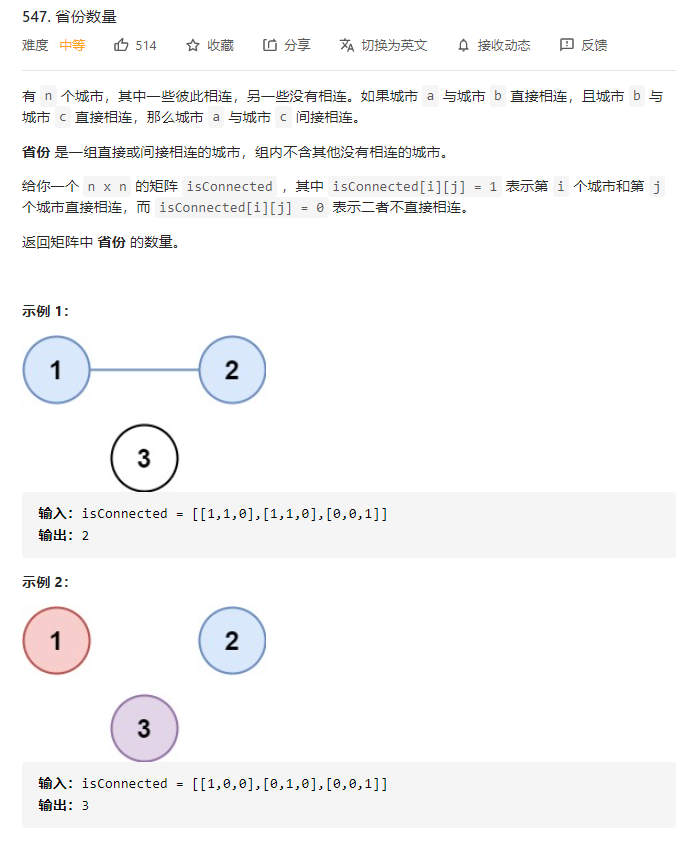 547. 省份数量
难度 中等 514 收藏 分享 切换为英文 接收动态 反馈
有 n 个城市，其中一些彼此相连，另一些没有相连。如果城市 a 与城市 b 直接相连，且城市 b 与
城市 c 直接相连，那么城市 a 与城市 c 间接相连。
省份 是一组直接或间接相连的城市，组内不含其他没有相连的城市。
给你一个 n x n 的矩阵 isConnected ，其中 isConnected[i][j] = 1 表示第 i 个城市和第 j
个城市直接相连，而 isConnected[i][j] = 0 表示二者不直接相连。
返回矩阵中 省份 的数量。
示例 1：
1 2
3
输入：isConnected = [[1,1,0],[1,1,0],[0,0,1]]
输出：2
示例 2：
1 2
3
输入：isConnected = [[1,0,0],[0,1,0],[0,0,1]]
输出：3